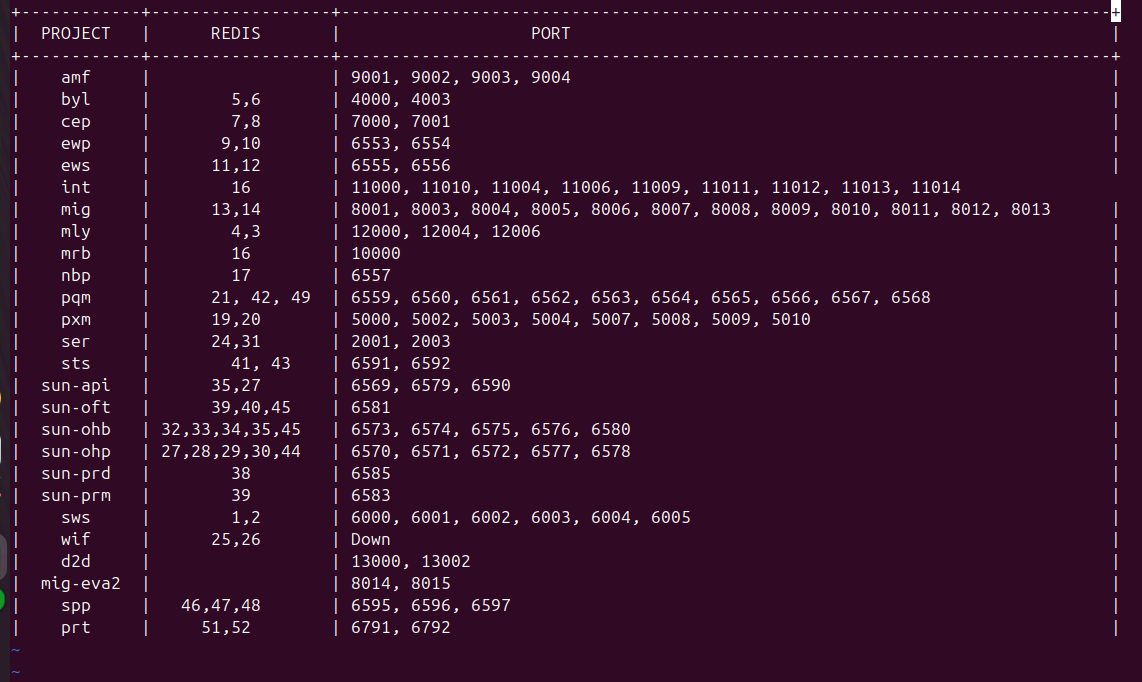 +------------+------------------+-----------------------------------------------------------------------------+
|  PROJECT   |      REDIS       |                   PORT                                                      |
+------------+------------------+-----------------------------------------------------------------------------+
|    amf     |                  | 9001, 9002, 9003, 9004                                                      |
|    byl     |        5,6       | 4000, 4003                                                                  |
|    cep     |        7,8       | 7000, 7001                                                                  |
|    ewp     |       9,10       | 6553, 6554                                                                  |
|    ews     |      11,12       | 6555, 6556                                                                  |
|    int     |        16        | 11000, 11010, 11004, 11006, 11009, 11011, 11012, 11013, 11014
|    mig     |      13,14       | 8001, 8003, 8004, 8005, 8006, 8007, 8008, 8009, 8010, 8011, 8012, 8013      |
|    mly     |        4,3       | 12000, 12004, 12006                                                         |
|    mrb     |        16        | 10000                                                                       |
|    nbp     |        17        | 6557                                                                        |
|    pqm     |      21, 42, 49  | 6559, 6560, 6561, 6562, 6563, 6564, 6565, 6566, 6567, 6568                  |
|    pxm     |      19,20       | 5000, 5002, 5003, 5004, 5007, 5008, 5009, 5010                              |
|    ser     |      24,31       | 2001, 2003                                                                  |
|    sts     |        41, 43    | 6591, 6592                                                                  |
|  sun-api   |      35,27       | 6569, 6579, 6590                                                            |
|  sun-oft   |      39,40,45    | 6581                                                                        |
|  sun-ohb   | 32,33,34,35,45   | 6573, 6574, 6575, 6576, 6580                                                |
|  sun-ohp   | 27,28,29,30,44   | 6570, 6571, 6572, 6577, 6578                                                |
|  sun-prd   |        38        | 6585                                                                        |
|  sun-prm   |        39        | 6583                                                                        |
|    sws     |        1,2       | 6000, 6001, 6002, 6003, 6004, 6005                                          |
|    wif     |      25,26       | Down                                                                        |
|    d2d     |                  | 13000, 13002                                                                |
|  mig-eva2  |                  | 8014, 8015                                                                  |
|    spp     |   46,47,48       | 6595, 6596, 6597                                                            |
|    prt     |     51,52        | 6791, 6792                                                                  |
~
~